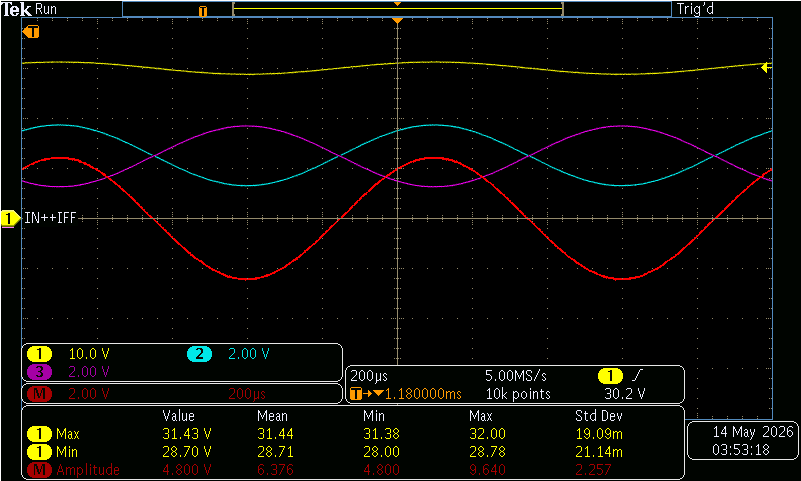 Tek Run T Trig'd
T
1 IN++IFF
1 10.0 V 2 2.00 V
3 2.00 V
M 2.00 V 200µs
200µs 5.00MS/s 1
T→▼1.180000ms 10k points 30.2 V
Value Mean Min Max Std Dev
1 Max 31.43 V 31.44 31.38 32.00 19.09m
1 Min 28.70 V 28.71 28.00 28.78 21.14m
M Amplitude 4.800 V 6.376 4.800 9.640 2.257
14 May 2026
03:53:18